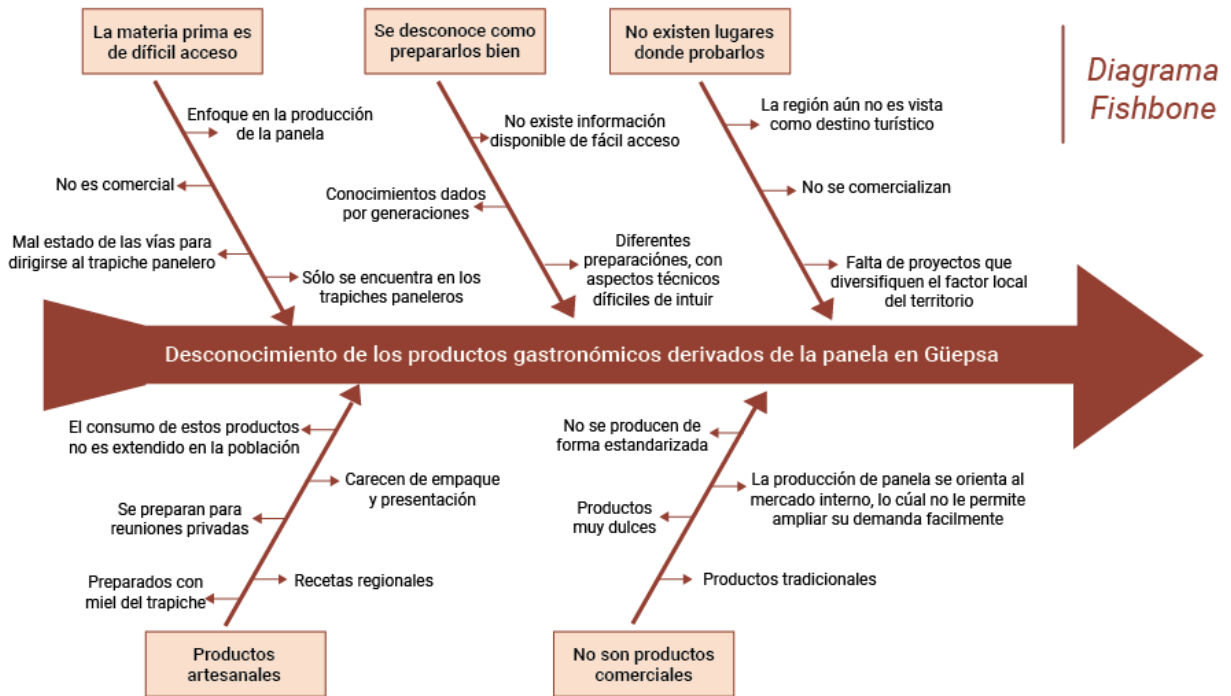 La materia prima es
de díficil acceso
Se desconoce como
prepararlos bien
No existen lugares
donde probarlos
Diagrama
Fishbone
Enfoque en la producción
de la panela
No es comercial
Mal estado de las vías para
dirigirse al trapiche panelero
Sólo se encuentra en los
trapiches paneleros
No existe información
disponible de fácil acceso
Conocimientos dados
por generaciones
Diferentes
preparaciónes, con
aspectos técnicos
díficiles de intuir
La región aún no es vista
como destino turístico
No se comercializan
Falta de proyectos que
diversifiquen el factor local
del territorio
Desconocimiento de los productos gastronómicos derivados de la panela en Güepsa
El consumo de estos productos
no es extendido en la población
Carecen de empaque
y presentación
Se preparan para
reuniones privadas
Recetas regionales
Preparados con
miel del trapiche
No se producen de
forma estandarizada
La producción de panela se orienta al
mercado interno, lo cúal no le permite
ampliar su demanda facilmente
Productos
muy dulces
Productos tradicionales
Productos
artesanales
No son productos
comerciales